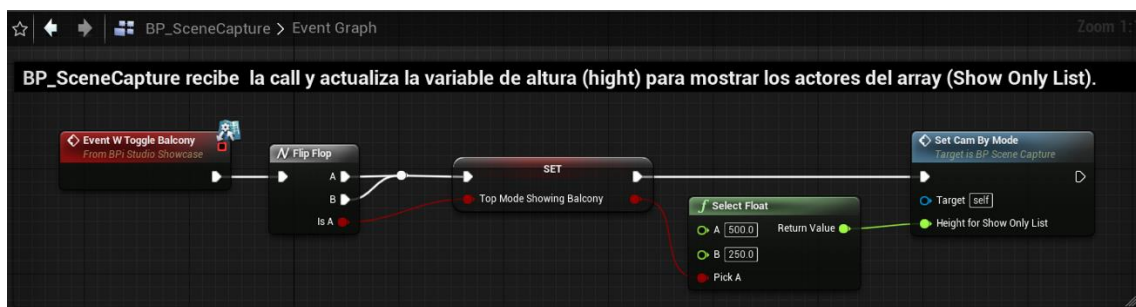 BP_SceneCapture > Event Graph
Zoom 1:
BP_SceneCapture recibe la call y actualiza la variable de altura (hight) para mostrar los actores del array (Show Only List).
Event W Toggle Balcony
From BPi Studio Showcase
Flip Flop
A
B
Is A
SET
Top Mode Showing Balcony
Select Float
A 500.0 Return Value
B 250.0
Pick A
Set Cam By Mode
Target is BP Scene Capture
Target self
Height for Show Only List